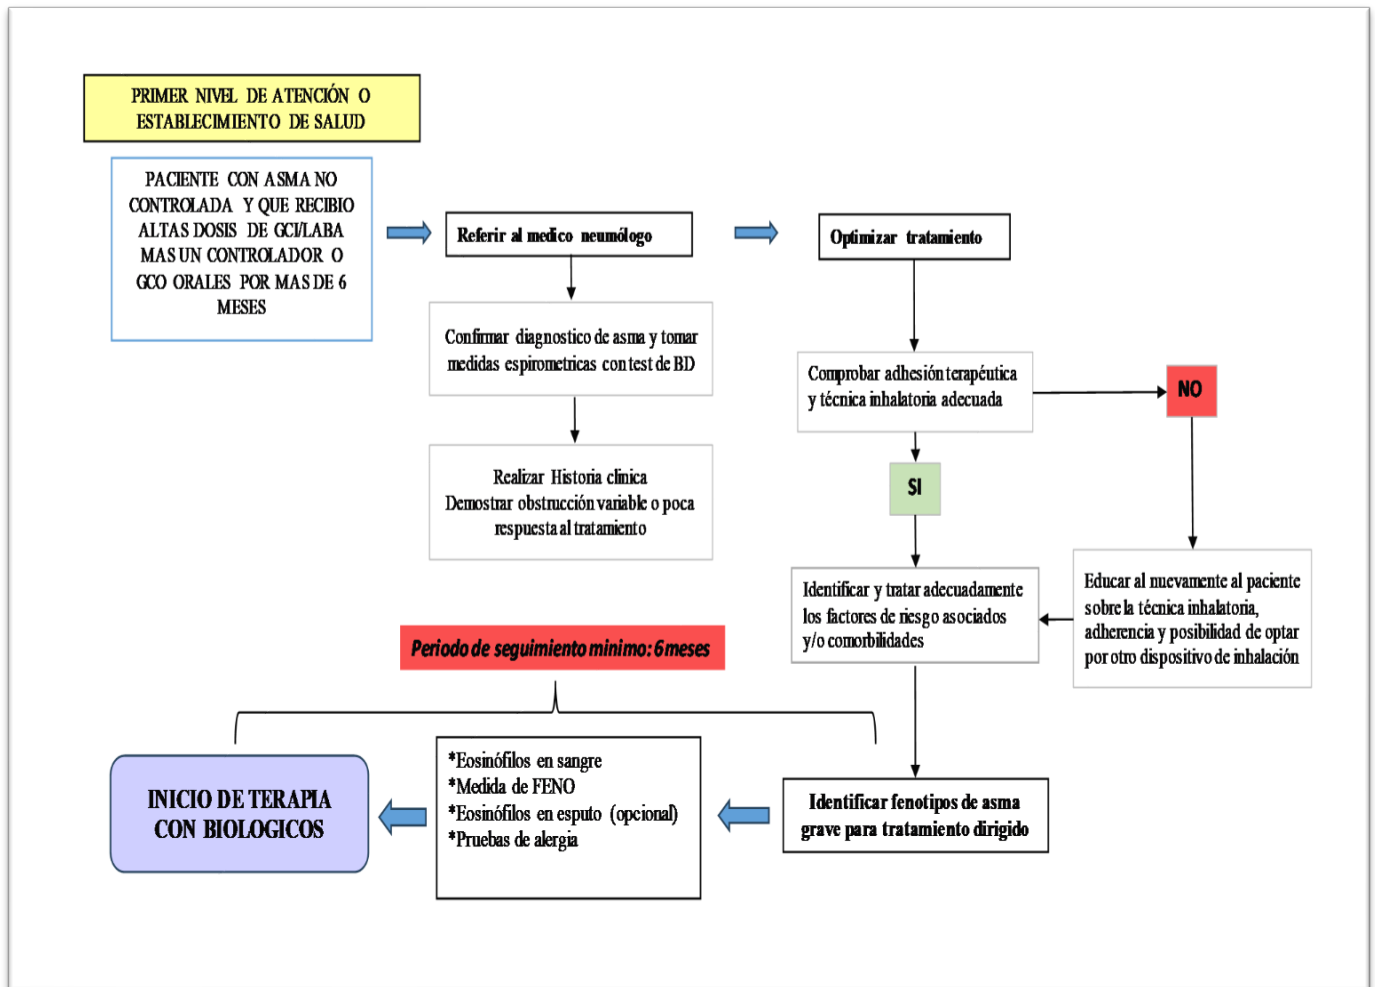 PRIMER NIVEL DE ATENCIÓN O
ESTABLECIMIENTO DE SALUD
PACIENTE CON ASMA NO
CONTROLADA Y QUE RECIBIO
ALTAS DOSIS DE GCI/LABA
MAS UN CONTROLADOR O
GCO ORALES POR MAS DE 6
MESES
Referir al medico neumólogo
Confirmar diagnostico de asma y tomar
medidas espirometricas con test de BD
Realizar Historia clinica
Demostrar obstrucción variable o poca
respuesta al tratamiento
Optimizar tratamiento
Comprobar adhesión terapéutica
y técnica inhalatoria adecuada
NO
SI
Educar al nuevamente al paciente
sobre la técnica inhalatoria,
adherencia y posibilidad de optar
por otro dispositivo de inhalación
Identificar y tratar adecuadamente
los factores de riesgo asociados
y/o comorbilidades
Periodo de seguimiento minimo: 6 meses
Identificar fenotipos de asma
grave para tratamiento dirigido
*Eosinófilos en sangre
*Medida de FENO
*Eosinófilos en esputo (opcional)
*Pruebas de alergia
INICIO DE TERAPIA
CON BIOLOGICOS